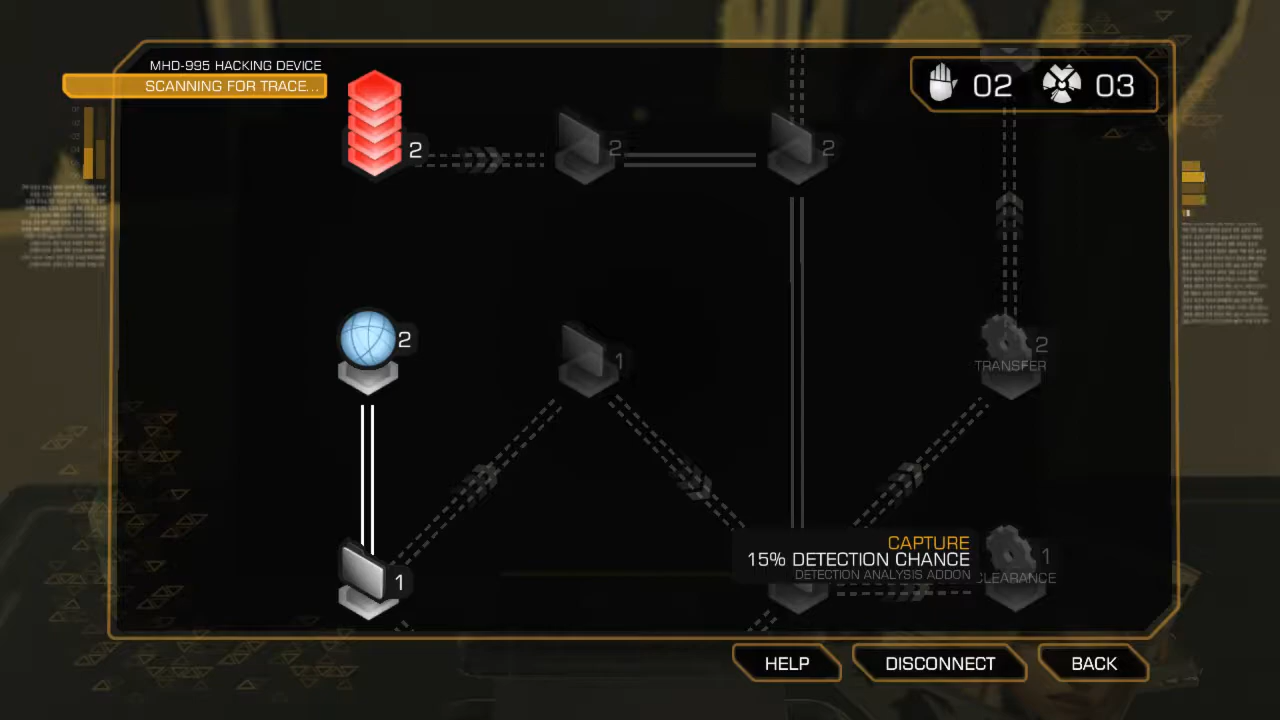 MHD-995 HACKING DEVICE
SCANNING FOR TRACE...
02 03
2
2
2
2
1
2
TRANSFER
CAPTURE
15% DETECTION CHANCE
DETECTION ANALYSIS ADDON
1
CLEARANCE
1
HELP DISCONNECT BACK